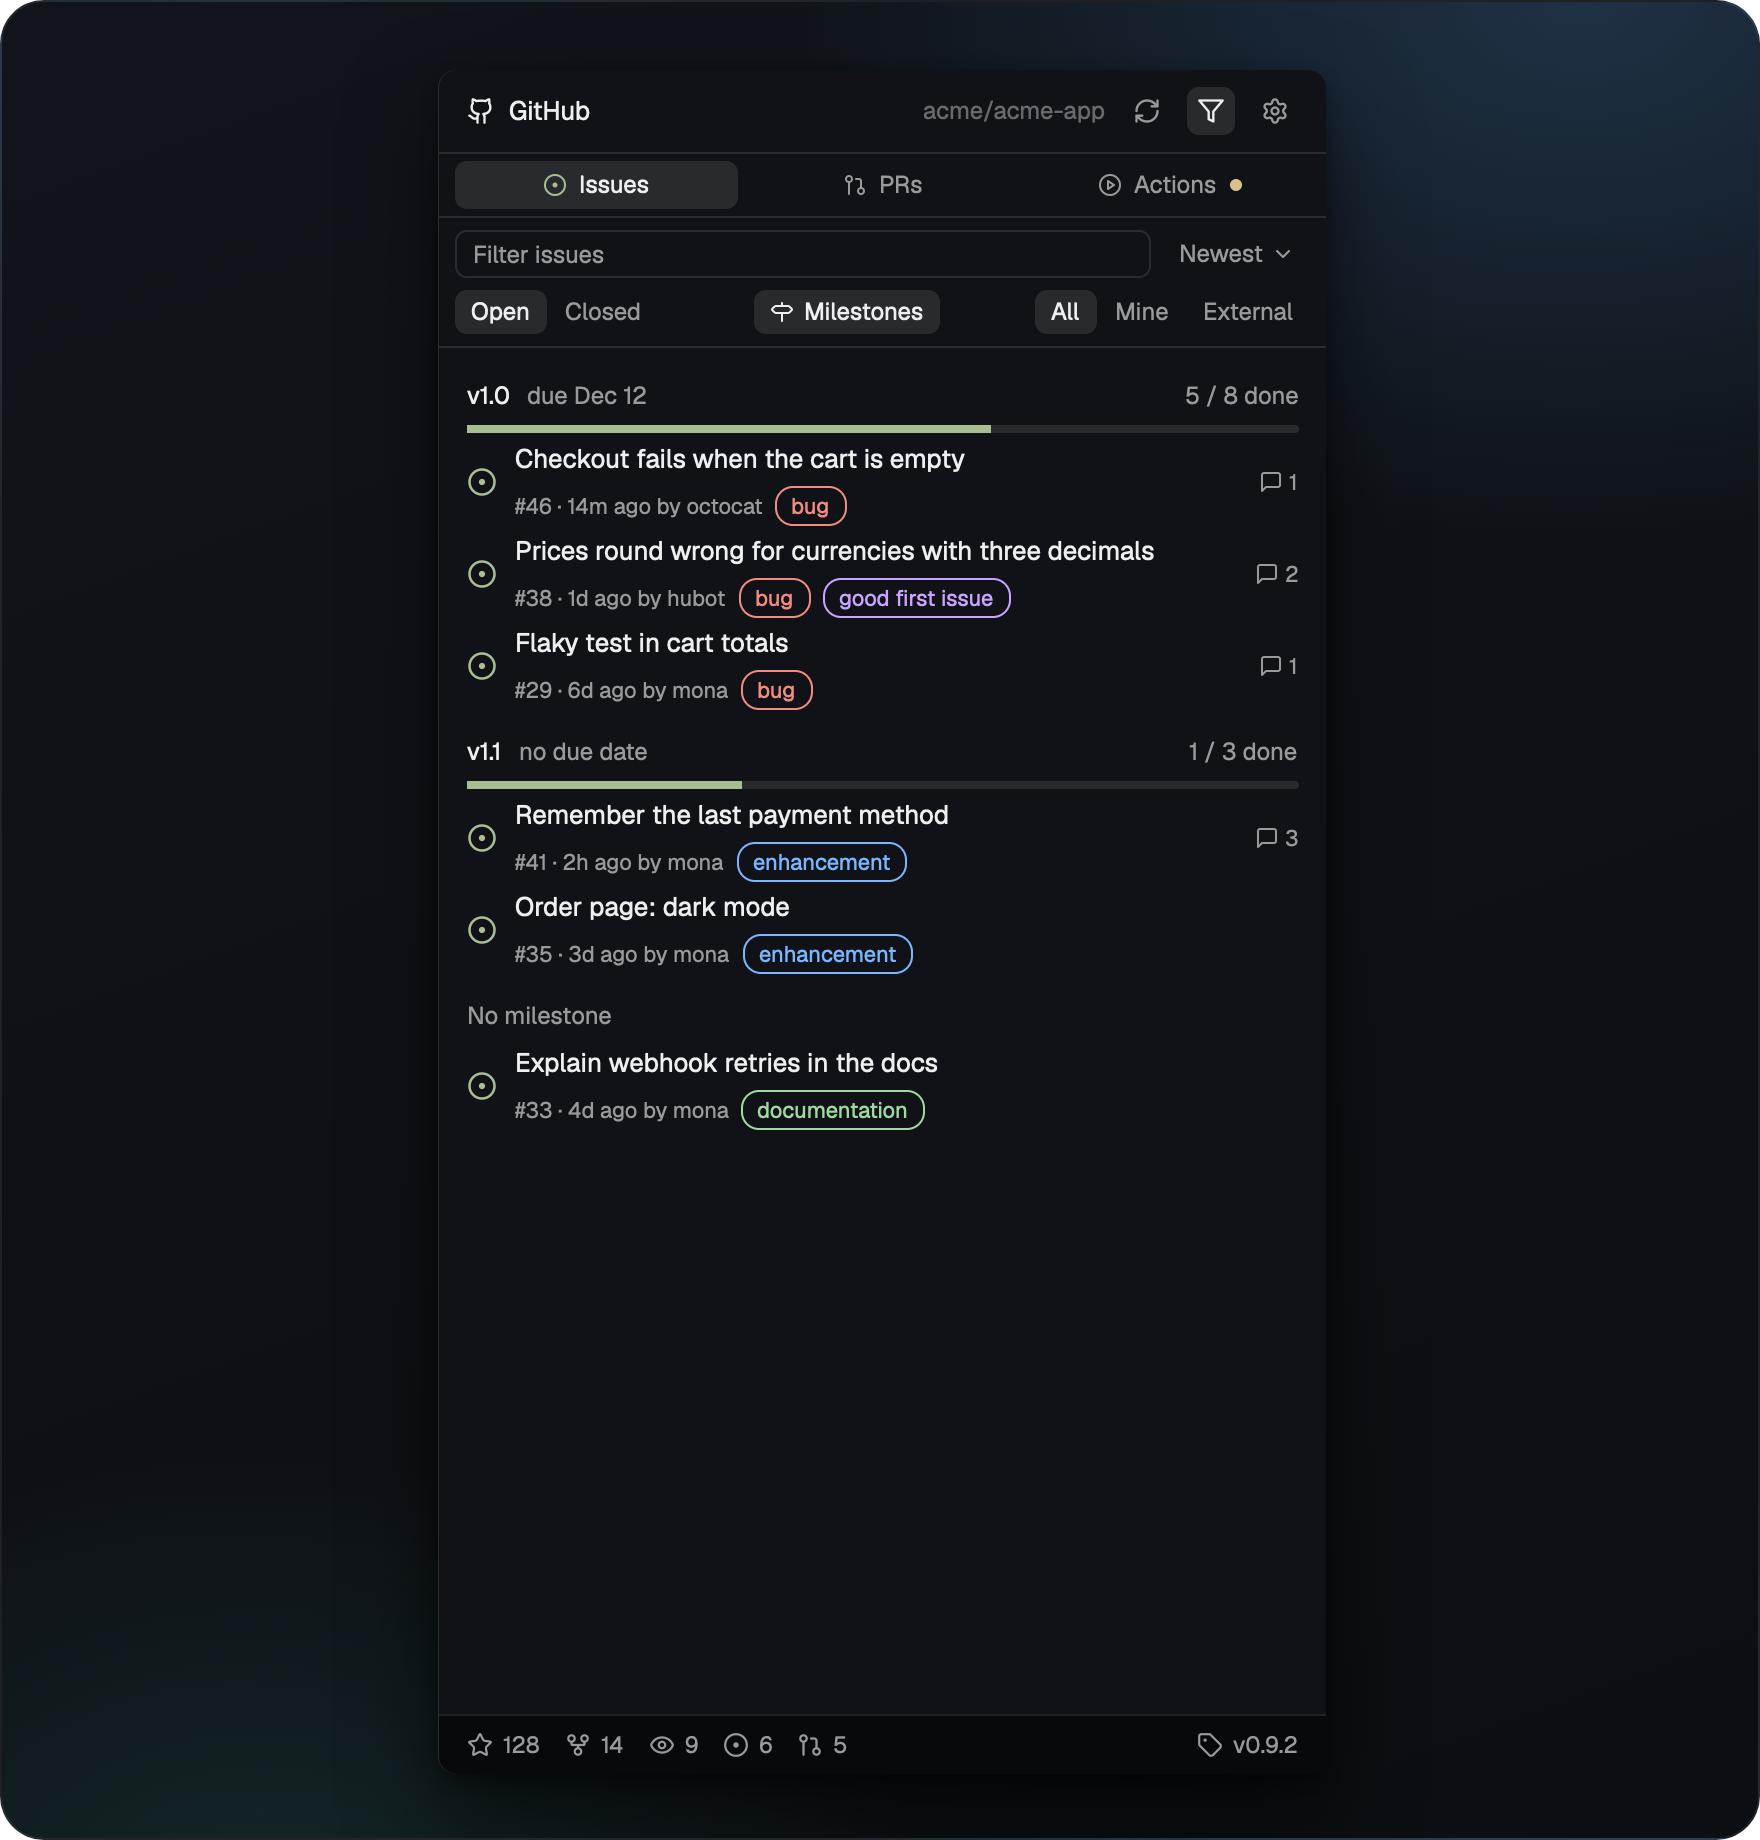 GitHub acme/acme-app
Issues PRs Actions
Filter issues Newest
Open Closed Milestones All Mine External
v1.0 due Dec 12 5 / 8 done
Checkout fails when the cart is empty
#46 · 14m ago by octocat bug 1
Prices round wrong for currencies with three decimals
#38 · 1d ago by hubot bug good first issue 2
Flaky test in cart totals
#29 · 6d ago by mona bug 1
v1.1 no due date 1 / 3 done
Remember the last payment method
#41 · 2h ago by mona enhancement 3
Order page: dark mode
#35 · 3d ago by mona enhancement
No milestone
Explain webhook retries in the docs
#33 · 4d ago by mona documentation
128 14 9 6 5 v0.9.2